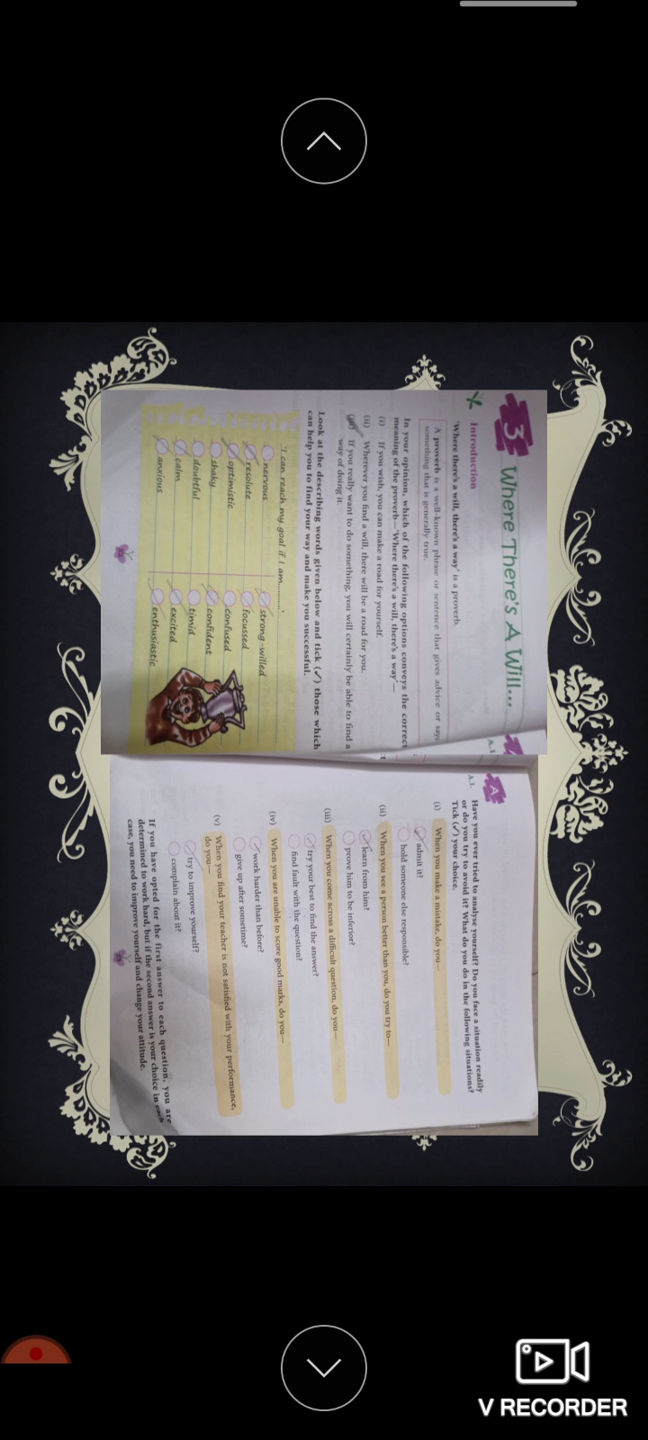 3 Where There's A Will...
Introduction
'Where there's a will, there's a way' is a proverb.
A proverb is a well-known phrase or sentence that gives advice or says
something that is generally true.
In your opinion, which of the following options conveys the correct
meaning of the proverb—'Where there's a will, there's a way'—
(i) If you wish, you can make a road for yourself.
(ii) Wherever you find a will, there will be a road for you.
If you really want to do something, you will certainly be able to find a
way of doing it.
Look at the describing words given below and tick (✓) those which
can help you to find your way and make you successful.
'I can reach my goal if I am ____.'
nervous strong-willed
resolute focussed
optimistic confused
shaky confident
doubtful timid
calm excited
anxious enthusiastic
A.1
A
A.1. Have you ever tried to analyse yourself? Do you face a situation readily
or do you try to avoid it? What do you do in the following situations?
Tick (✓) your choice.
(i) When you make a mistake, do you—
admit it?
hold someone else responsible?
(ii) When you see a person better than you, do you try to—
learn from him?
prove him to be inferior?
(iii) When you come across a difficult question, do you—
try your best to find the answer?
find fault with the question?
(iv) When you are unable to score good marks, do you—
work harder than before?
give up after sometime?
(v) When you find your teacher is not satisfied with your performance,
do you—
try to improve yourself?
complain about it?
If you have opted for the first answer to each question, you are
determined to work hard, but if the second answer is your choice in each
case, you need to improve yourself and change your attitude.
V RECORDER